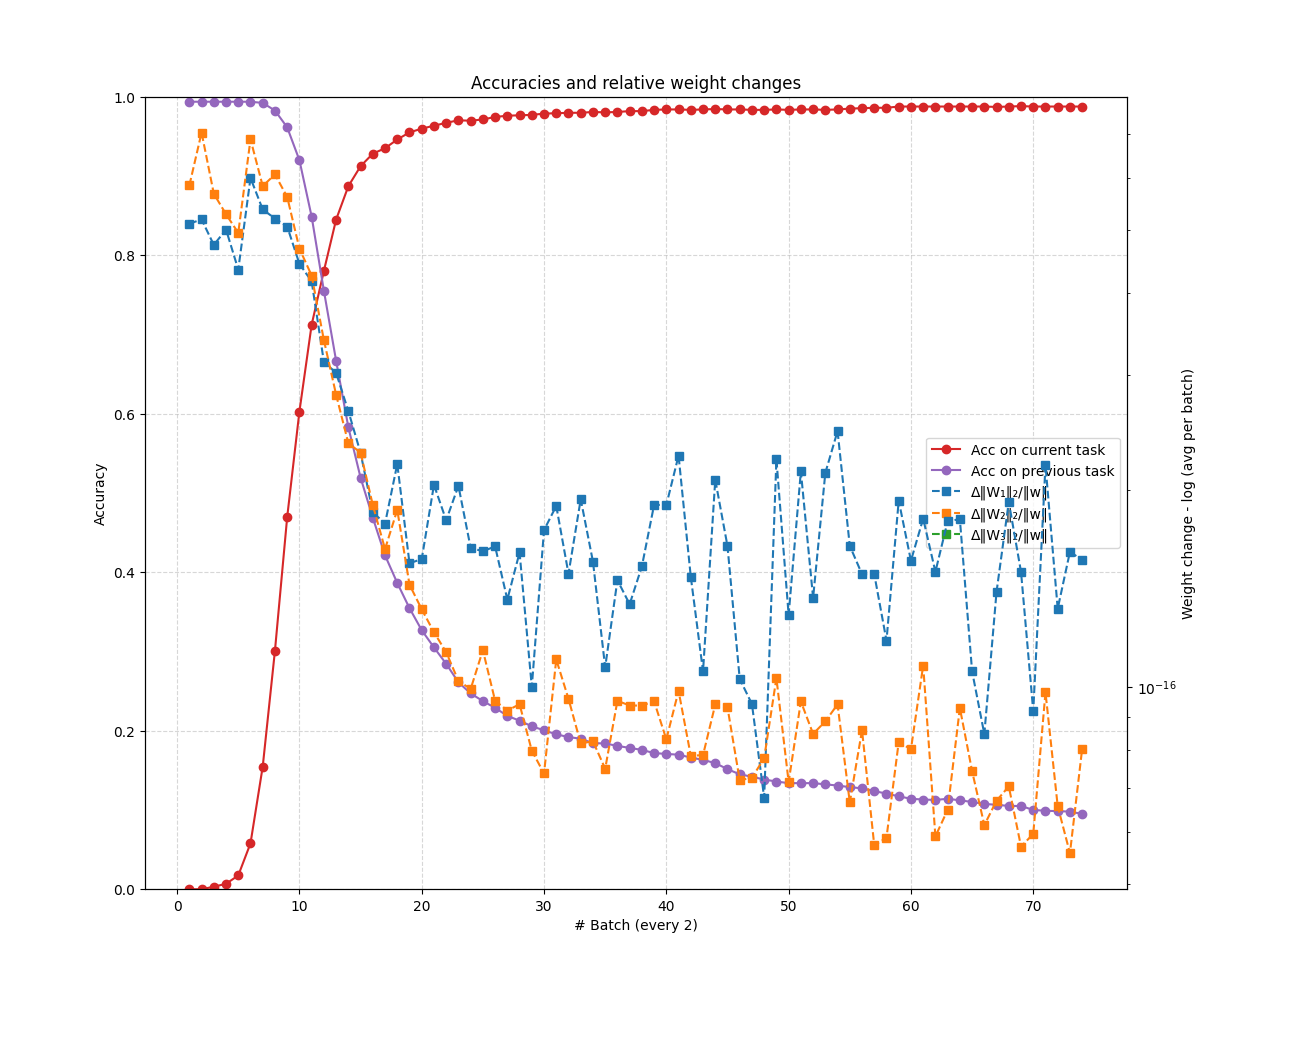 Accuracies and relative weight changes
1.0
0.8
0.6
0.4
0.2
0.0
Accuracy
0 10 20 30 40 50 60 70
# Batch (every 2)
10⁻¹⁶
Weight change - log (avg per batch)
Acc on current task
Acc on previous task
Δ‖W₁‖₂/‖w‖
Δ‖W₂‖₂/‖w‖
Δ‖W₃‖₂/‖w‖